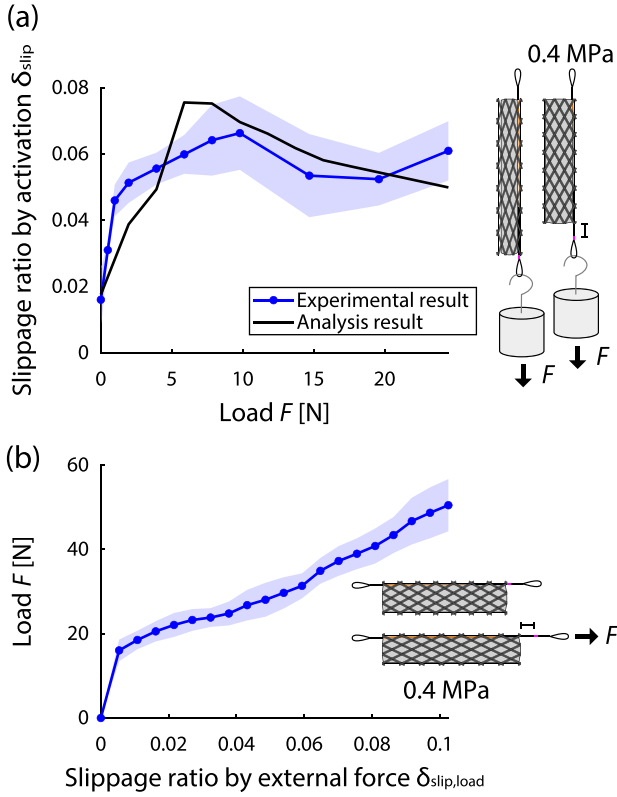 (a)
Slippage ratio by activation δslip
0.08
0.06
0.04
0.02
0
0 5 10 15 20
Load F [N]
Experimental result
Analysis result
0.4 MPa
F
F
(b)
Load F [N]
60
40
20
0
0 0.02 0.04 0.06 0.08 0.1
Slippage ratio by external force δslip,load
F
0.4 MPa